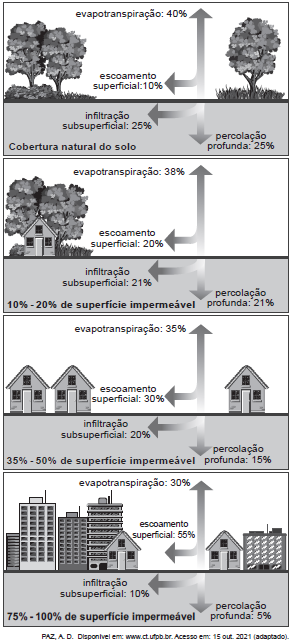 evapotranspiração: 40%
escoamento
superficial:10%
infiltração
subsuperficial: 25%
percolação
profunda: 25%
Cobertura natural do solo
evapotranspiração: 38%
escoamento
superficial: 20%
infiltração
subsuperficial: 21%
percolação
profunda: 21%
10% - 20% de superfície impermeável
evapotranspiração: 35%
escoamento
superficial: 30%
infiltração
subsuperficial: 20%
percolação
profunda: 15%
35% - 50% de superfície impermeável
evapotranspiração: 30%
escoamento
superficial: 55%
infiltração
subsuperficial: 10%
percolação
profunda: 5%
75% - 100% de superfície impermeável
PAZ, A. D. Disponível em: www.ct.ufpb.br. Acesso em: 15 out. 2021 (adaptado).